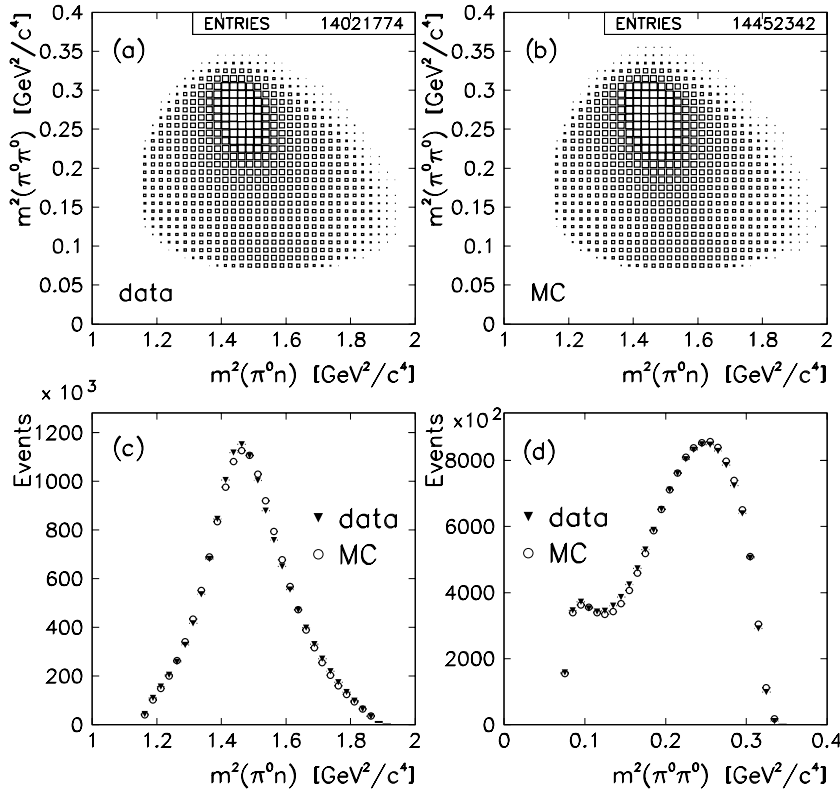 ENTRIES 14021774
(a)
m²(π⁰π⁰) [GeV²/c⁴]
0.4
0.35
0.3
0.25
0.2
0.15
0.1
0.05
0
data
1 1.2 1.4 1.6 1.8 2
m²(π⁰n) [GeV²/c⁴]
ENTRIES 14452342
(b)
m²(π⁰π⁰) [GeV²/c⁴]
0.4
0.35
0.3
0.25
0.2
0.15
0.1
0.05
0
MC
1 1.2 1.4 1.6 1.8 2
m²(π⁰n) [GeV²/c⁴]
× 10³
Events
(c)
1200
1000
800
600
400
200
0
data
MC
1 1.2 1.4 1.6 1.8 2
m²(π⁰n) [GeV²/c⁴]
×10²
Events
(d)
8000
6000
4000
2000
0
data
MC
0 0.1 0.2 0.3 0.4
m²(π⁰π⁰) [GeV²/c⁴]